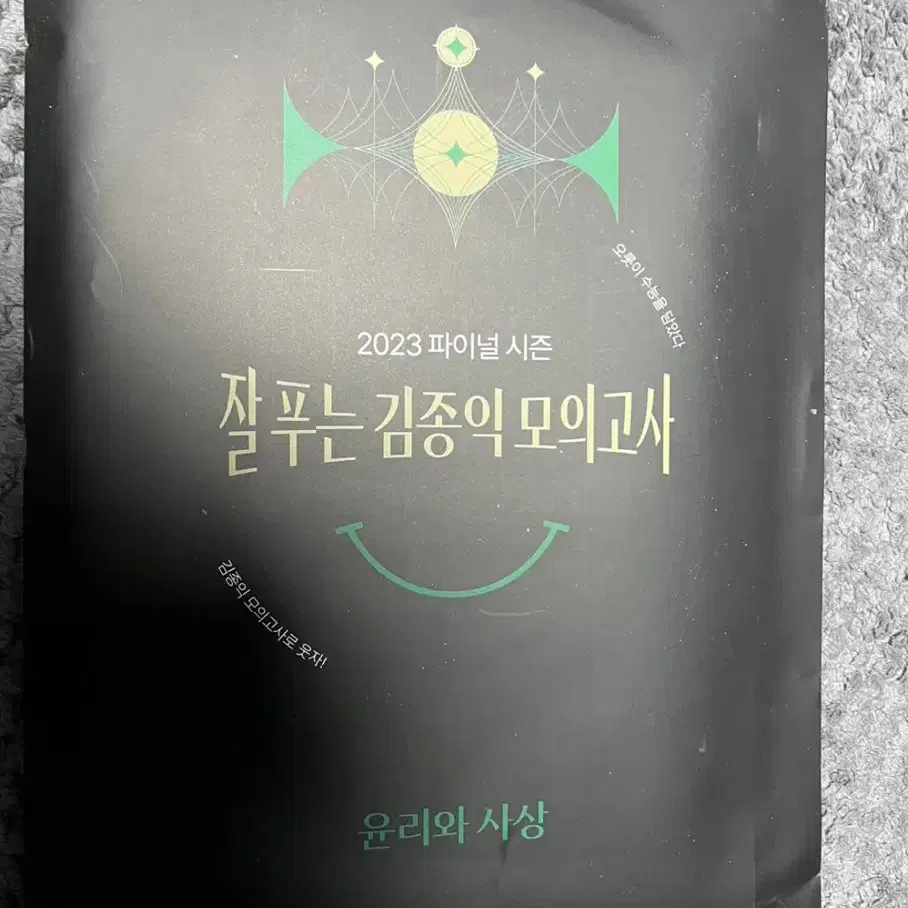 오롯이 수능을 담았다
2023 파이널 시즌
잘 푸는 김종익 모의고사
김종익 모의고사로 웃자!
윤리와 사상